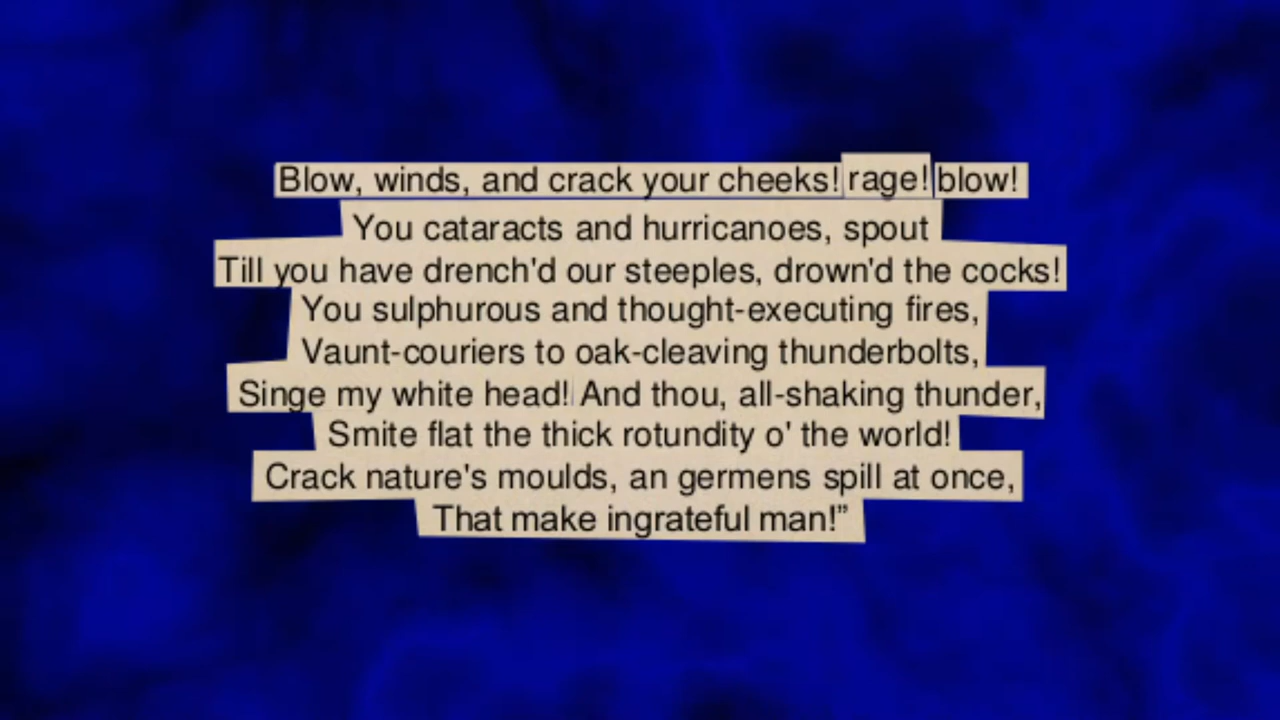 Blow, winds, and crack your cheeks! rage! blow!
You cataracts and hurricanoes, spout
Till you have drench'd our steeples, drown'd the cocks!
You sulphurous and thought-executing fires,
Vaunt-couriers to oak-cleaving thunderbolts,
Singe my white head! And thou, all-shaking thunder,
Smite flat the thick rotundity o' the world!
Crack nature's moulds, an germens spill at once,
That make ingrateful man!”